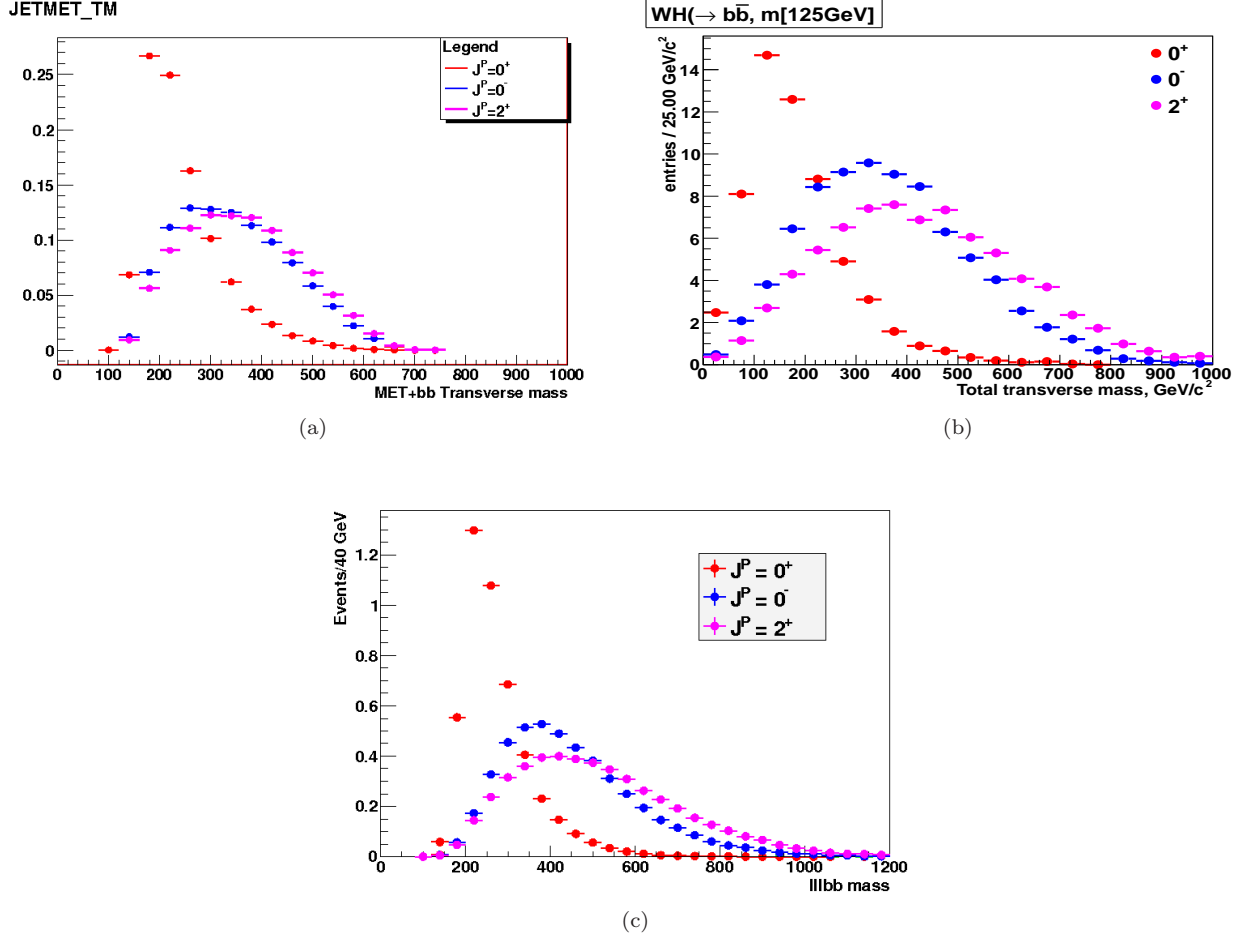 JETMET_TM
Legend
J^P=0^+
J^P=0^-
J^P=2^+
0.25
0.2
0.15
0.1
0.05
0
0 100 200 300 400 500 600 700 800 900 1000
MET+bb Transverse mass
(a)
WH(→ bb̅, m[125GeV]
entries / 25.00 GeV/c²
0⁺
0⁻
2⁺
14
12
10
8
6
4
2
0
0 100 200 300 400 500 600 700 800 900 1000
Total transverse mass, GeV/c²
(b)
Events/40 GeV
J^P = 0^+
J^P = 0^-
J^P = 2^+
1.2
1
0.8
0.6
0.4
0.2
0
0 200 400 600 800 1000 1200
lllbb mass
(c)